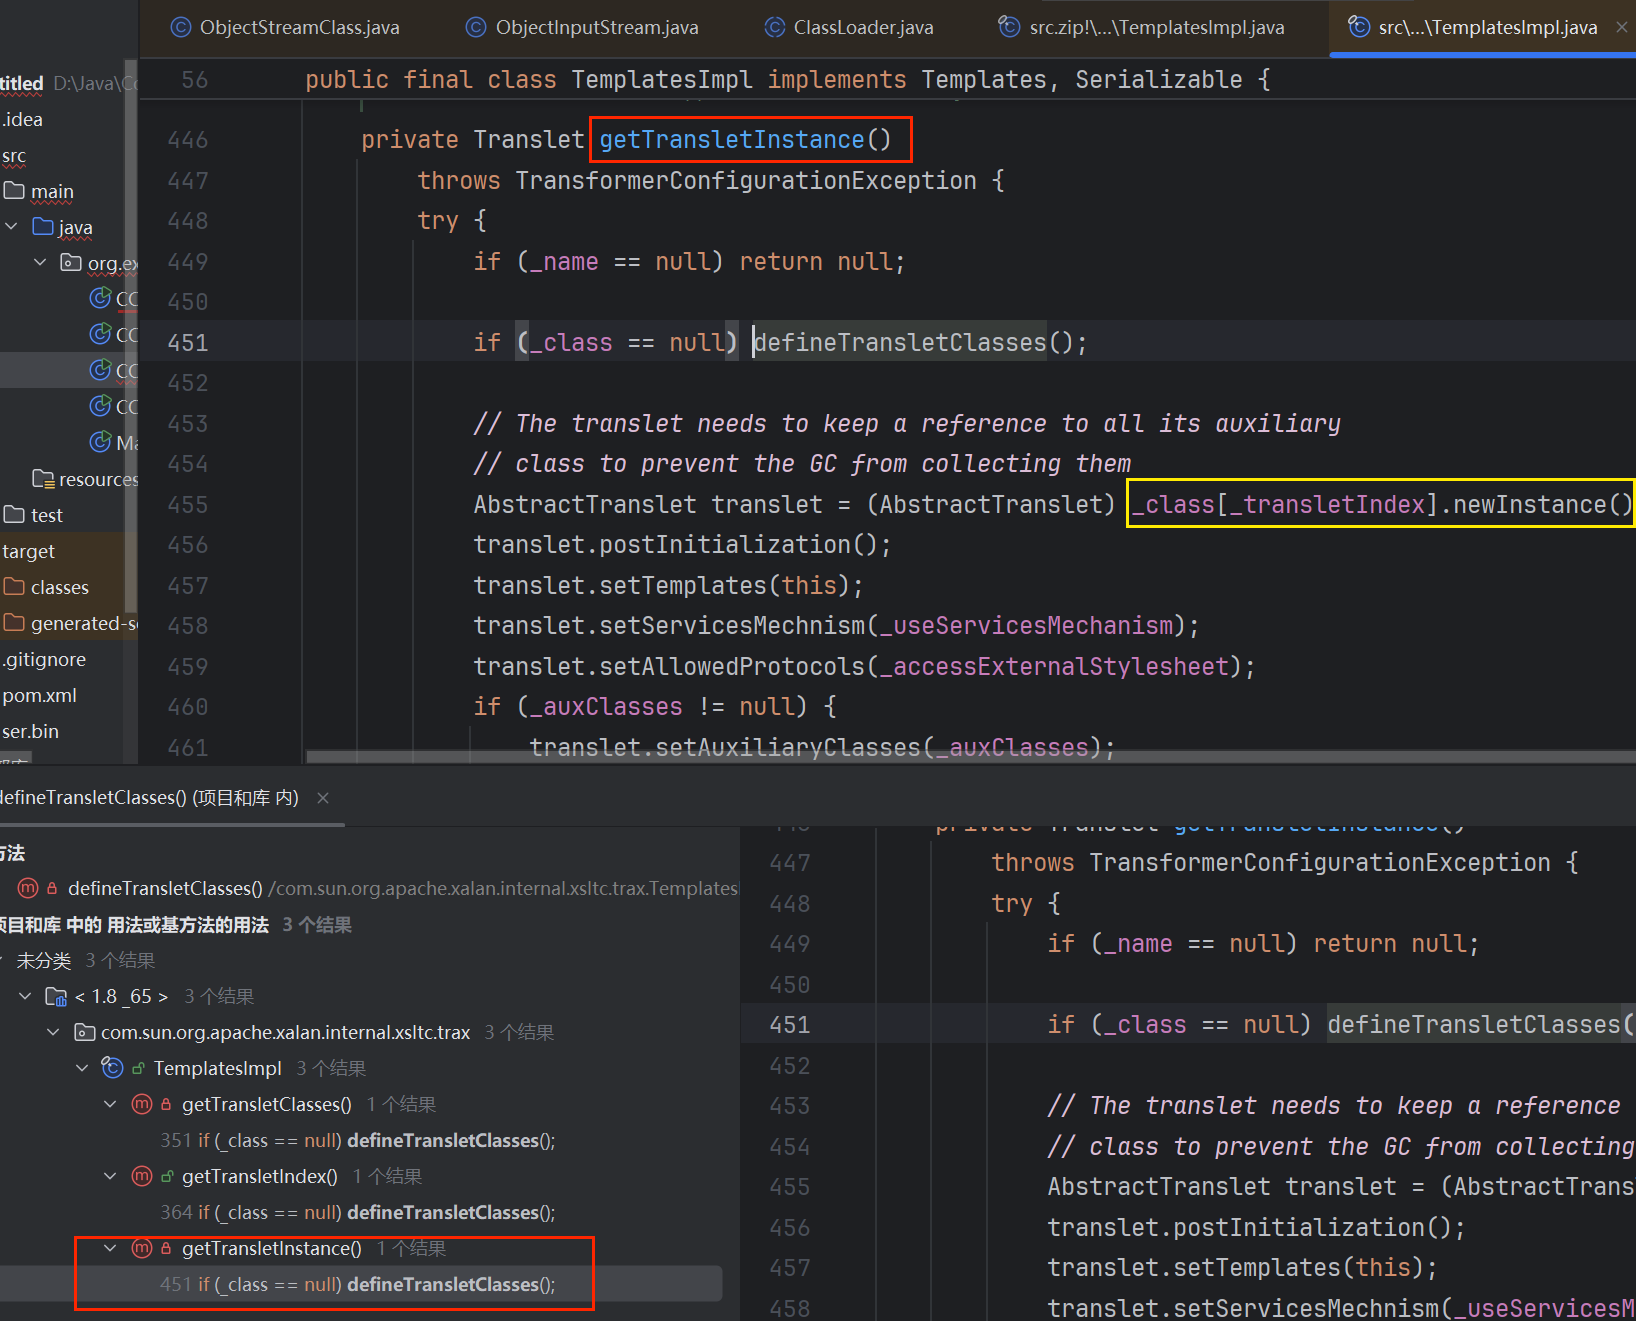 ObjectStreamClass.java
ObjectInputStream.java
ClassLoader.java
src.zip!\...\TemplatesImpl.java
src\...\TemplatesImpl.java
titled D:\Java\Co
.idea
src
main
java
org.ex
CC
CC
CC
CC
Ma
resources
test
target
classes
generated-s
.gitignore
pom.xml
ser.bin
56 public final class TemplatesImpl implements Templates, Serializable {
446 private Translet getTransletInstance()
447 throws TransformerConfigurationException {
448 try {
449 if (_name == null) return null;
450
451 if (_class == null) defineTransletClasses();
452
453 // The translet needs to keep a reference to all its auxiliary
454 // class to prevent the GC from collecting them
455 AbstractTranslet translet = (AbstractTranslet) _class[_transletIndex].newInstance()
456 translet.postInitialization();
457 translet.setTemplates(this);
458 translet.setServicesMechnism(_useServicesMechanism);
459 translet.setAllowedProtocols(_accessExternalStylesheet);
460 if (_auxClasses != null) {
461 translet.setAuxiliaryClasses(_auxClasses);
defineTransletClasses() (项目和库 内)
方法
defineTransletClasses() /com.sun.org.apache.xalan.internal.xsltc.trax.Templates
项目和库 中的 用法或基方法的用法 3 个结果
未分类 3 个结果
< 1.8 _65 > 3 个结果
com.sun.org.apache.xalan.internal.xsltc.trax 3 个结果
TemplatesImpl 3 个结果
getTransletClasses() 1 个结果
351 if (_class == null) defineTransletClasses();
getTransletIndex() 1 个结果
364 if (_class == null) defineTransletClasses();
getTransletInstance() 1 个结果
451 if (_class == null) defineTransletClasses();
private Translet getTransletInstance()
447 throws TransformerConfigurationException {
448 try {
449 if (_name == null) return null;
450
451 if (_class == null) defineTransletClasses(
452
453 // The translet needs to keep a reference
454 // class to prevent the GC from collecting
455 AbstractTranslet translet = (AbstractTrans
456 translet.postInitialization();
457 translet.setTemplates(this);
458 translet.setServicesMechnism(_useServicesM